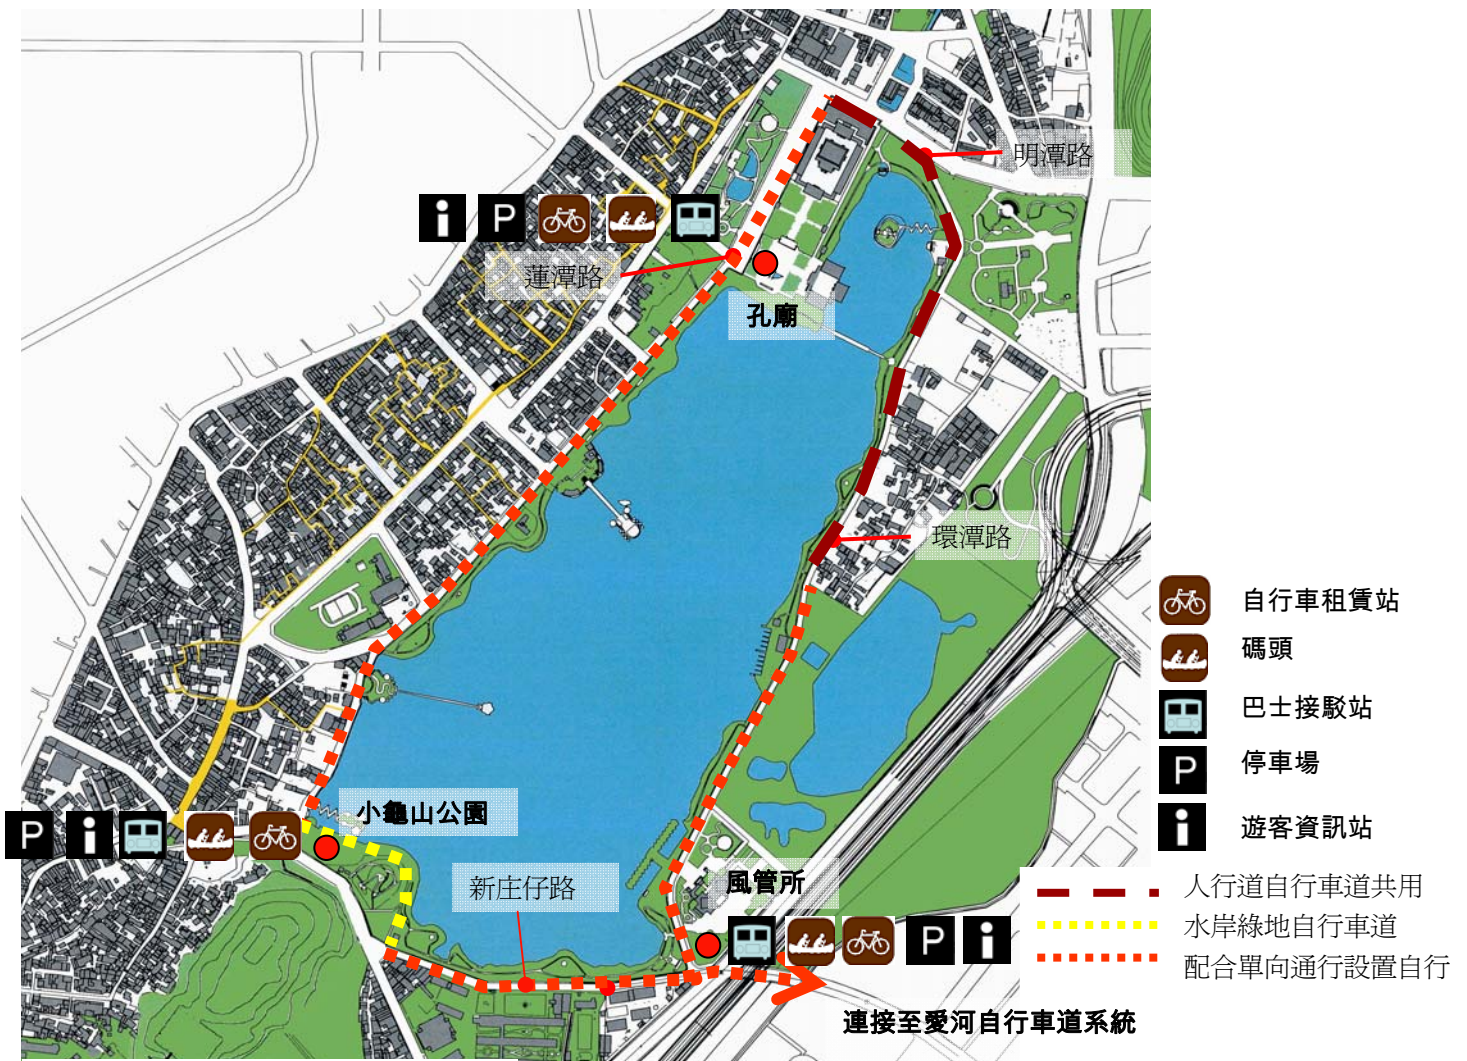 明潭路
i P
蓮潭路
孔廟
環潭路
自行車租賃站
碼頭
巴士接駁站
P 停車場
i 遊客資訊站
小龜山公園
P i
新庄仔路
風管所
P i
人行道自行車道共用
水岸綠地自行車道
配合單向通行設置自行
連接至愛河自行車道系統